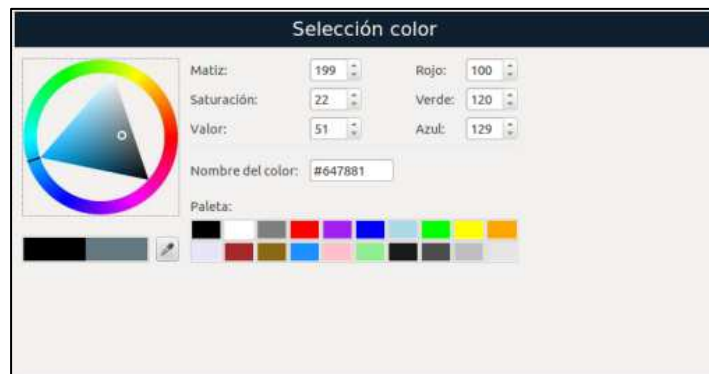 Selección color
Matiz: 199 Rojo: 100
Saturación: 22 Verde: 120
Valor: 51 Azul: 129
Nombre del color: #647881
Paleta: